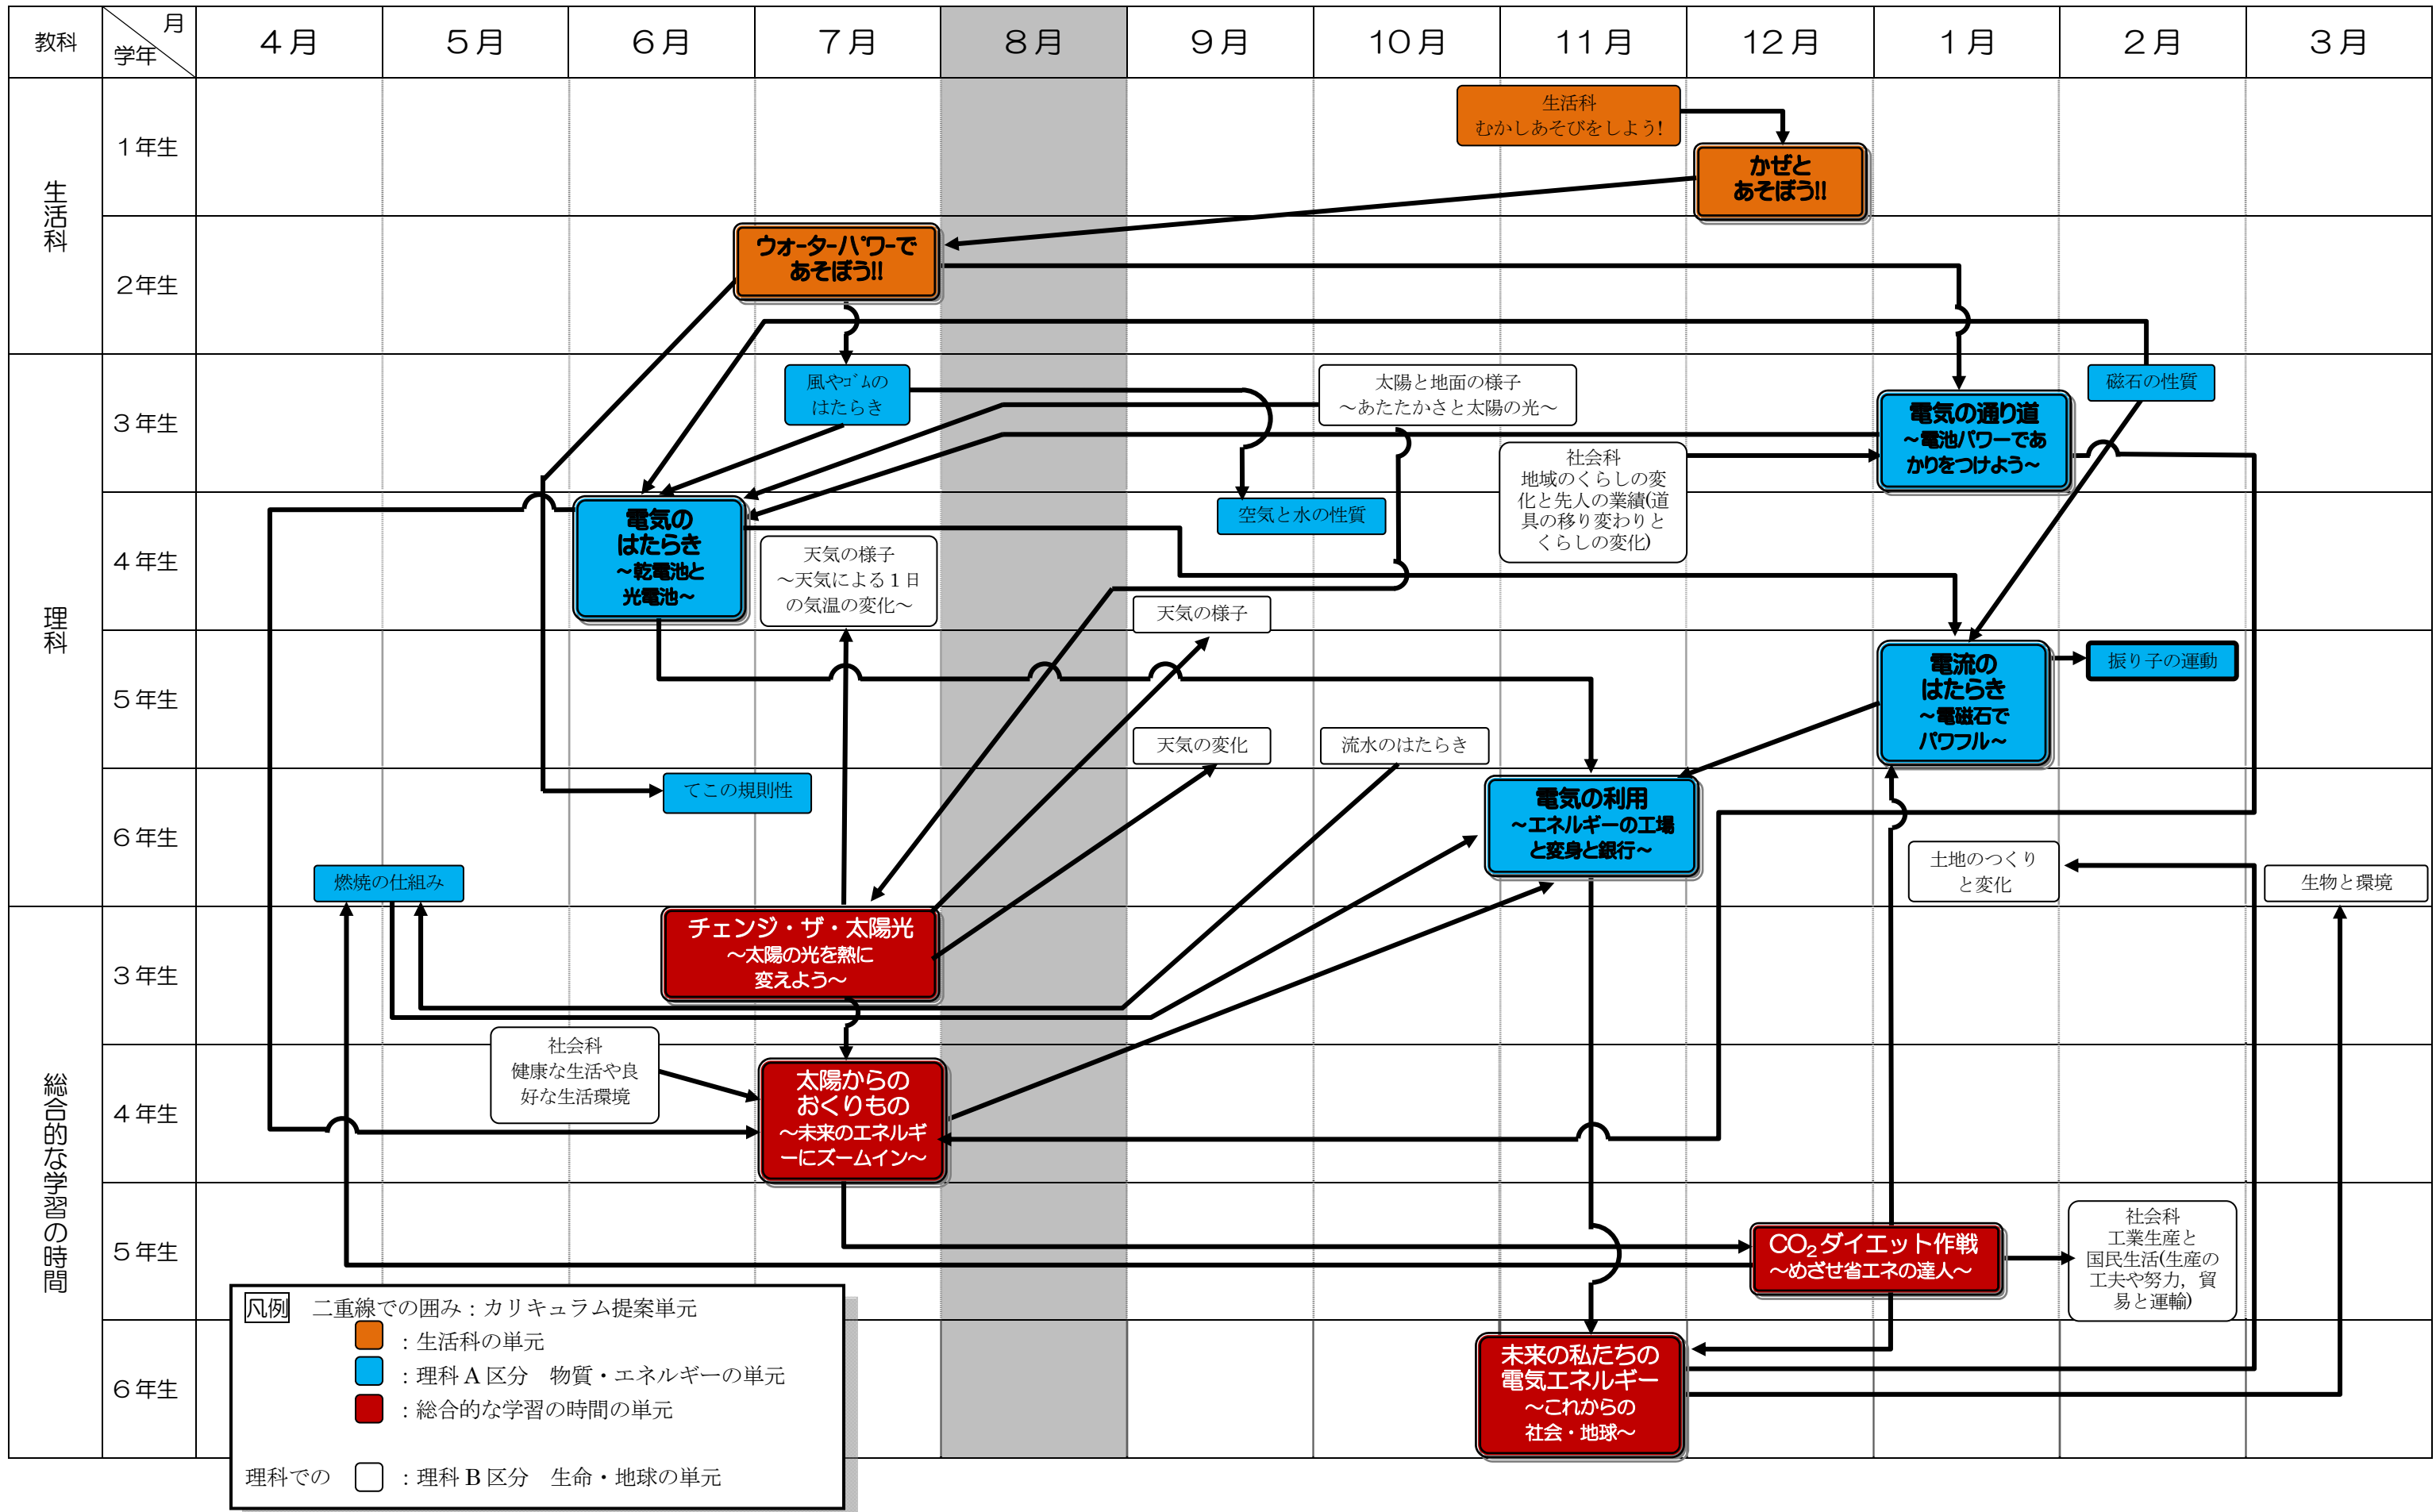 教科
月
学年
4月
5月
6月
7月
8月
9月
10月
11月
12月
1月
2月
3月
生活科
1年生
生活科
むかしあそびをしよう!
かぜと
あそぼう!!
2年生
ウォーターパワーで
あそぼう!!
理科
3年生
風やゴムの
はたらき
太陽と地面の様子
～あたたかさと太陽の光～
社会科
地域のくらしの変
化と先人の業績(道
具の移り変わりと
くらしの変化)
電気の通り道
～電池パワーであ
かりをつけよう～
磁石の性質
4年生
電気の
はたらき
～乾電池と
光電池～
天気の様子
～天気による1日
の気温の変化～
空気と水の性質
天気の様子
5年生
天気の変化
流水のはたらき
電流の
はたらき
～電磁石で
パワフル～
振り子の運動
6年生
てこの規則性
燃焼の仕組み
電気の利用
～エネルギーの工場
と変身と銀行～
土地のつくり
と変化
生物と環境
総合的な学習の時間
3年生
チェンジ・ザ・太陽光
～太陽の光を熱に
変えよう～
4年生
社会科
健康な生活や良
好な生活環境
太陽からの
おくりもの
～未来のエネルギ
ーにズームイン～
5年生
CO₂ダイエット作戦
～めざせ省エネの達人～
社会科
工業生産と
国民生活(生産の
工夫や努力，貿
易と運輸)
6年生
未来の私たちの
電気エネルギー
～これからの
社会・地球～
凡例 二重線での囲み：カリキュラム提案単元
：生活科の単元
：理科A区分 物質・エネルギーの単元
：総合的な学習の時間の単元
理科での ：理科B区分 生命・地球の単元